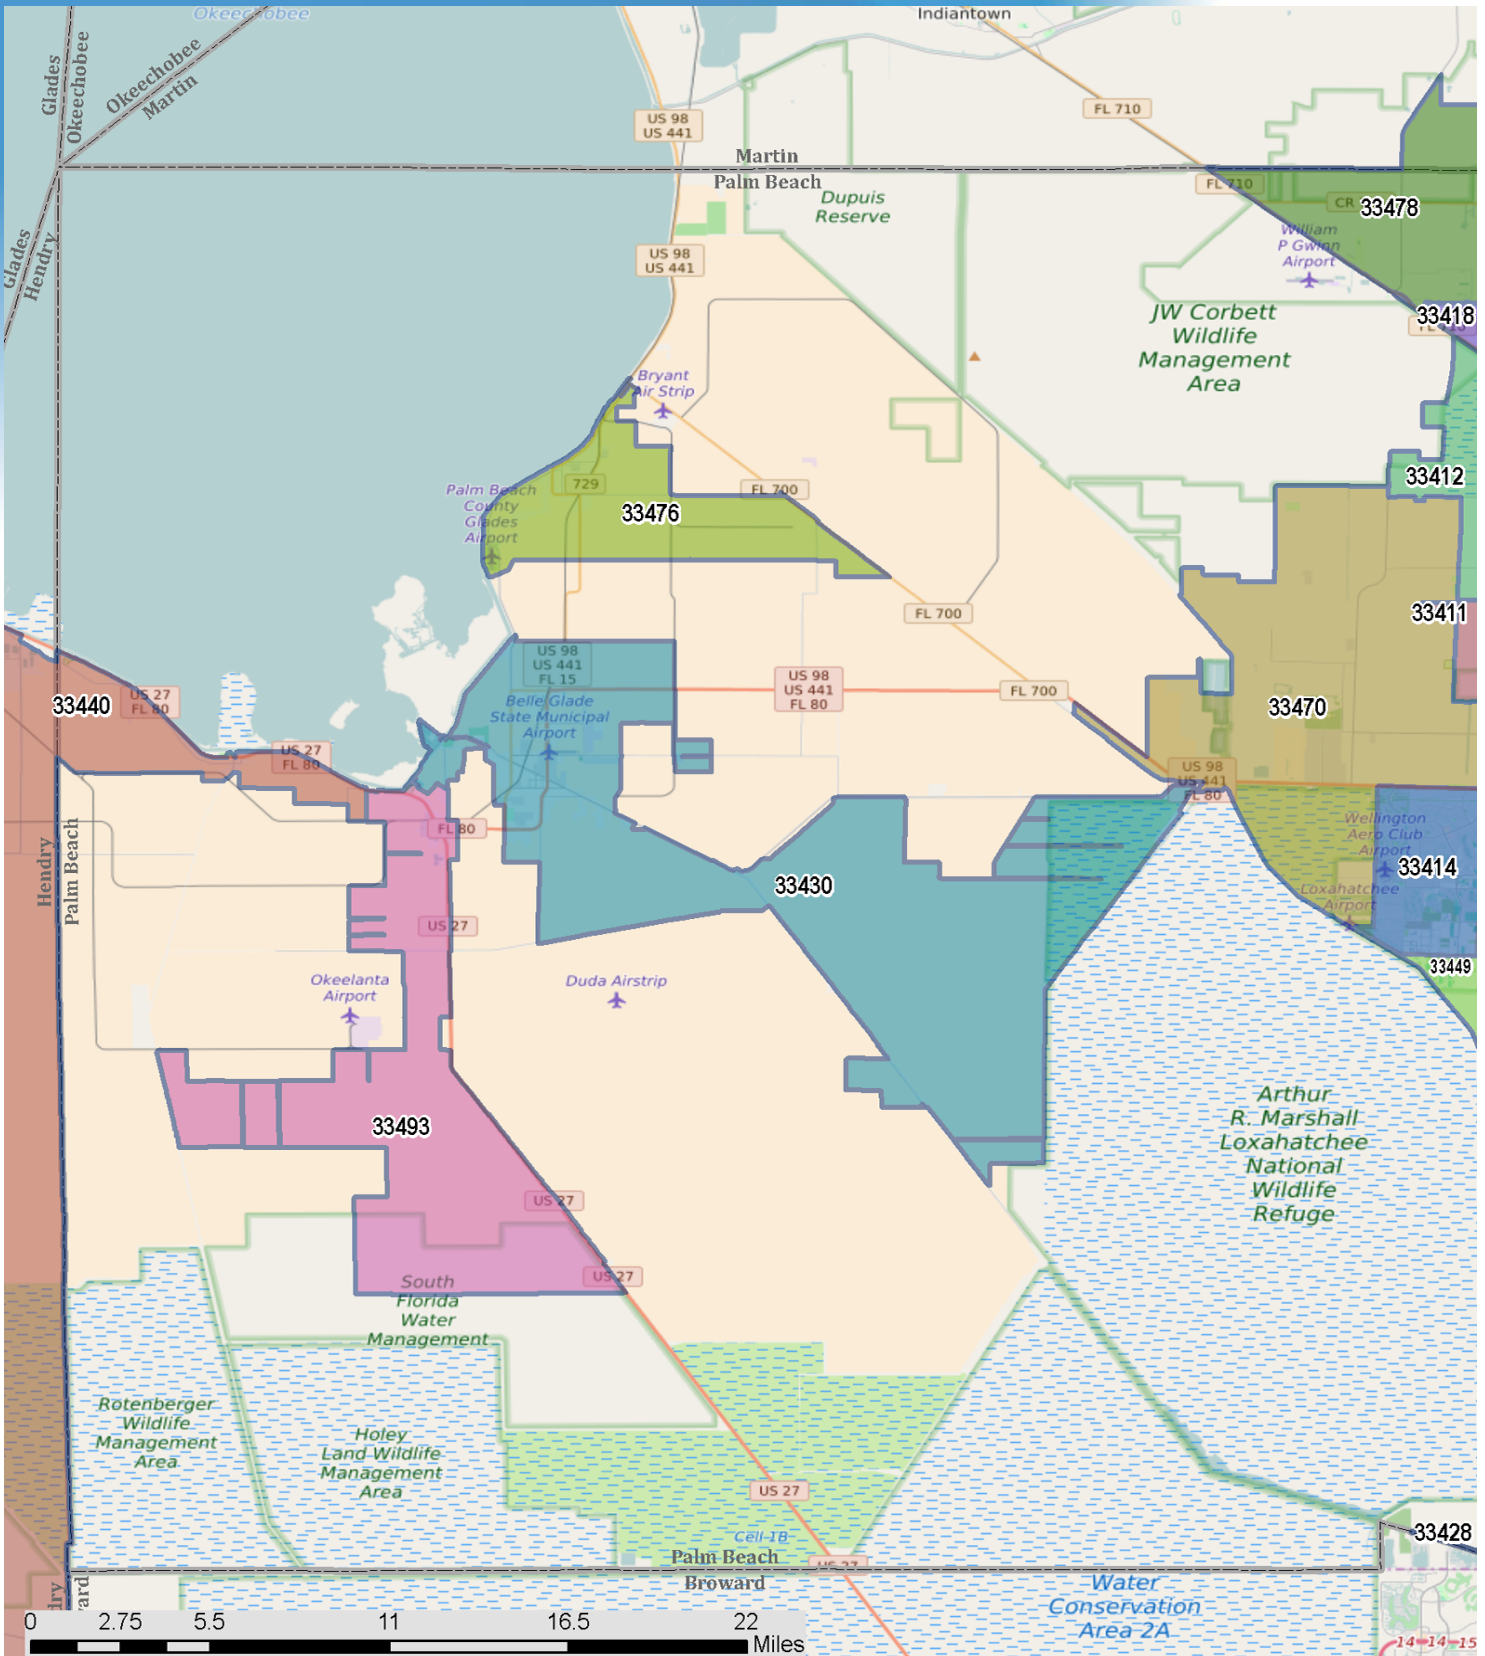 Okeechobee
Indiantown
Glades
Okeechobee
Okeechobee
Martin
US 98
US 441
FL 710
Martin
Palm Beach
Dupuis
Reserve
FL 710
CR
33478
William
P Gwinn
Airport
Glades
Hendry
US 98
US 441
JW Corbett
Wildlife
Management
Area
33418
Bryant
Air Strip
Palm Beach
County
Glades
Airport
729
FL 700
33476
33412
FL 700
33411
US 98
US 441
FL 15
US 98
US 441
FL 80
FL 700
33440
US 27
FL 80
Belle Glade
State Municipal
Airport
33470
US 27
FL 80
US 98
US 441
FL 80
FL 80
Hendry
Palm Beach
Wellington
Aero Club
Airport
33414
33430
Loxahatchee
Airport
US 27
33449
Okeelanta
Airport
Duda Airstrip
33493
Arthur
R. Marshall
Loxahatchee
National
Wildlife
Refuge
US 27
US 27
South
Florida
Water
Management
Rotenberger
Wildlife
Management
Area
Holey
Land Wildlife
Management
Area
US 27
Cell 1B
33428
Palm Beach
Broward
US 27
Water
Conservation
Area 2A
0 2.75 5.5 11 16.5 22
Miles
14 14 15